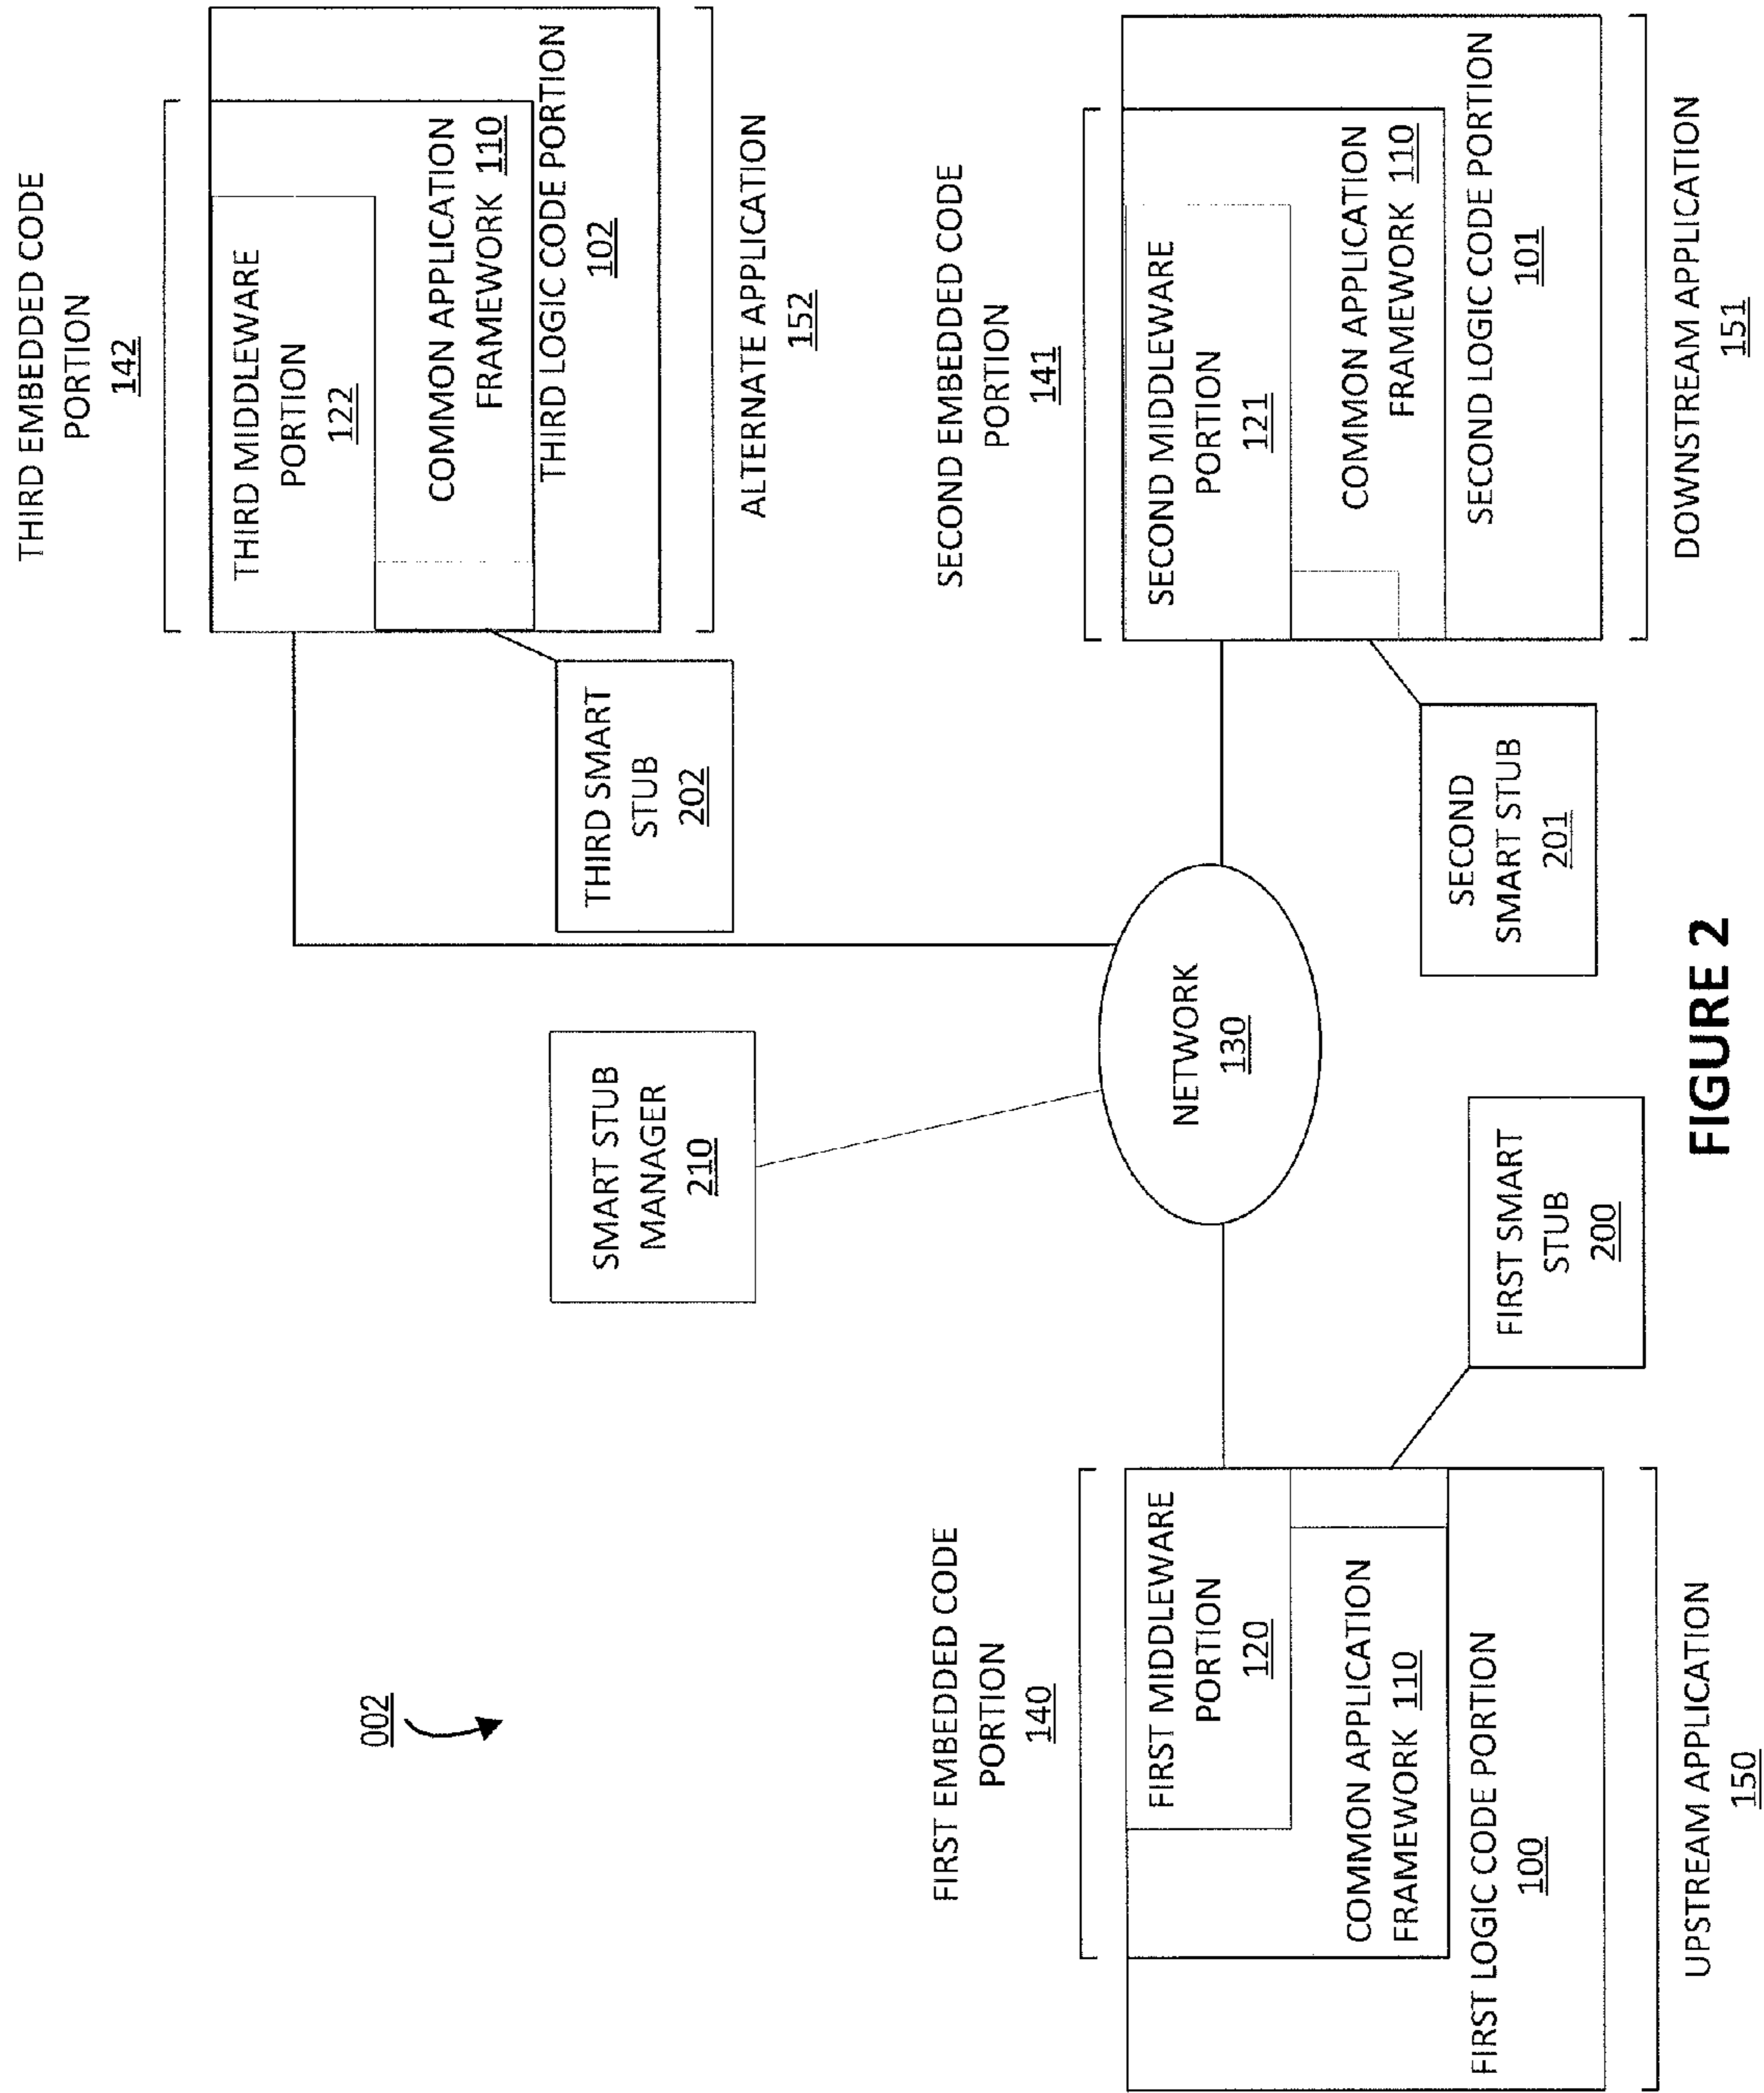 002
THIRD EMBEDDED CODE
PORTION
142
THIRD MIDDLEWARE
PORTION
122
COMMON APPLICATION
FRAMEWORK 110
THIRD LOGIC CODE PORTION
102
ALTERNATE APPLICATION
152
THIRD SMART
STUB
202
SMART STUB
MANAGER
210
FIRST EMBEDDED CODE
PORTION
140
FIRST MIDDLEWARE
PORTION
120
COMMON APPLICATION
FRAMEWORK 110
FIRST LOGIC CODE PORTION
100
UPSTREAM APPLICATION
150
NETWORK
130
FIRST SMART
STUB
200
SECOND EMBEDDED CODE
PORTION
141
SECOND MIDDLEWARE
PORTION
121
COMMON APPLICATION
FRAMEWORK 110
SECOND LOGIC CODE PORTION
101
DOWNSTREAM APPLICATION
151
SECOND
SMART STUB
201
FIGURE 2